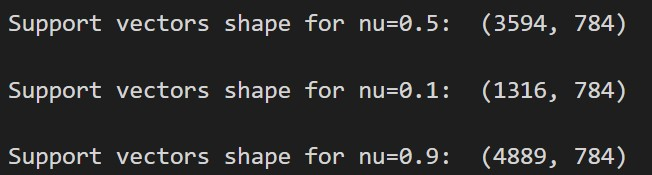 Support vectors shape for nu=0.5:  (3594, 784)
Support vectors shape for nu=0.1:  (1316, 784)
Support vectors shape for nu=0.9:  (4889, 784)